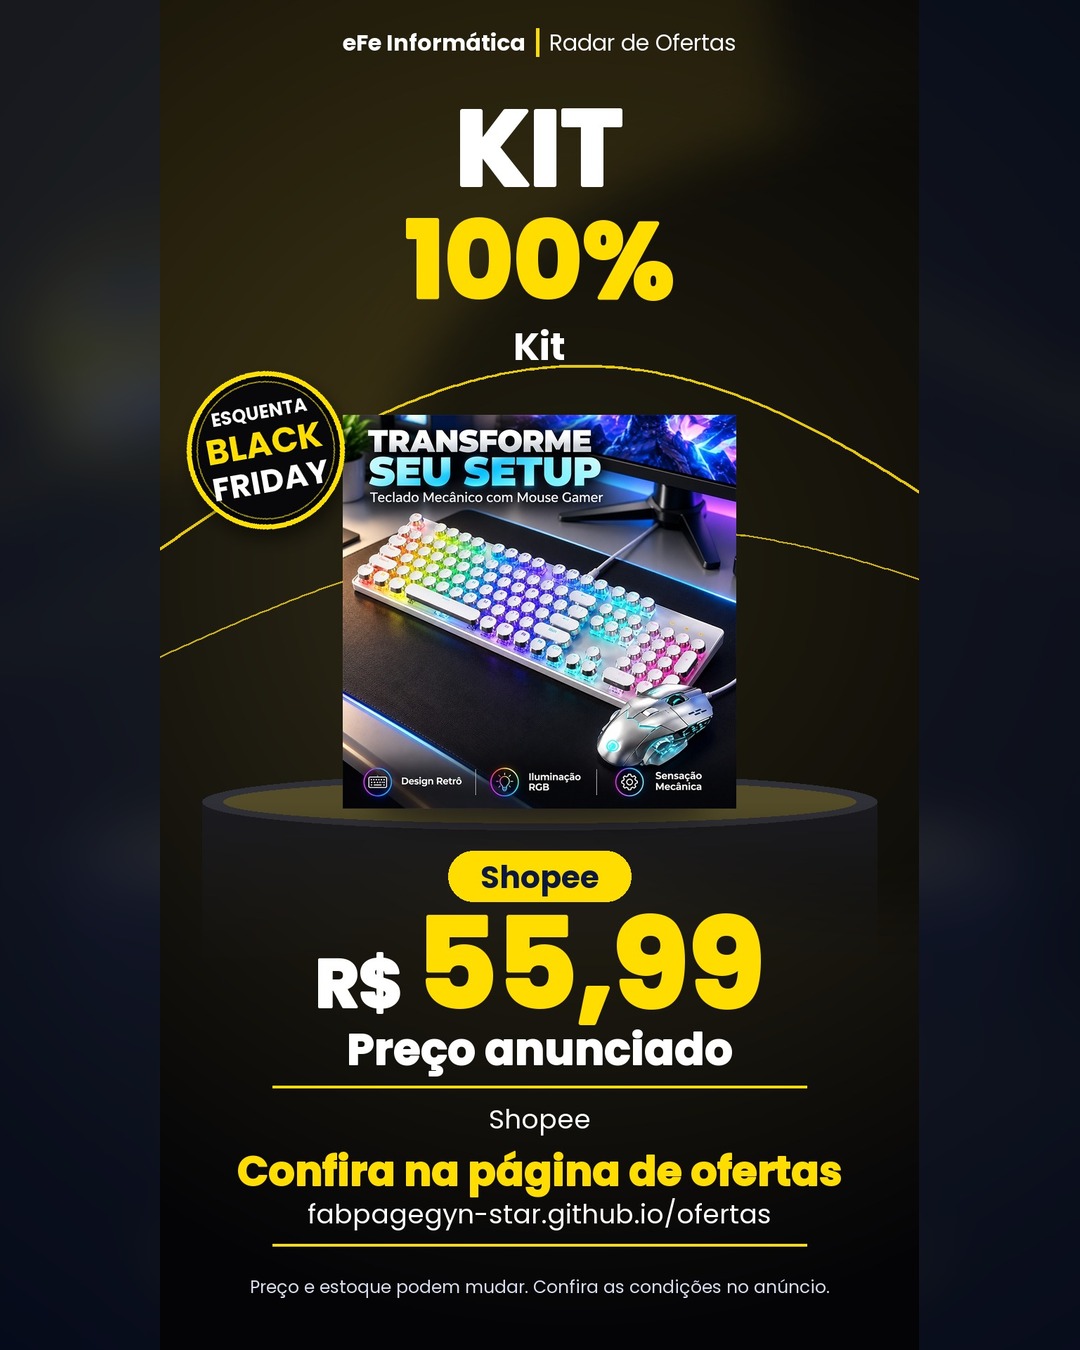 eFe Informática | Radar de Ofertas
KIT
100%
Kit
ESQUENTA
BLACK
FRIDAY
TRANSFORME
SEU SETUP
Teclado Mecânico com Mouse Gamer
Design Retrô
Iluminação
RGB
Sensação
Mecânica
Shopee
R$ 55,99
Preço anunciado
Shopee
Confira na página de ofertas
fabpagegyn-star.github.io/ofertas
Preço e estoque podem mudar. Confira as condições no anúncio.